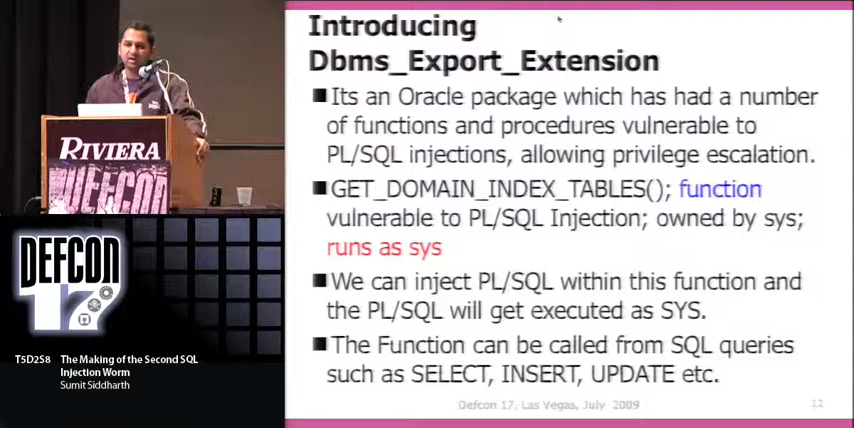 Introducing
Dbms_Export_Extension
Its an Oracle package which has had a number
of functions and procedures vulnerable to
PL/SQL injections, allowing privilege escalation.
GET_DOMAIN_INDEX_TABLES(); function
vulnerable to PL/SQL Injection; owned by sys;
runs as sys
We can inject PL/SQL within this function and
the PL/SQL will get executed as SYS.
The Function can be called from SQL queries
such as SELECT, INSERT, UPDATE etc.
Defcon 17, Las Vegas, July 2009
12
RIVIERA
DEFCON
DEFCON
17
T5D2S8 The Making of the Second SQL
Injection Worm
Sumit Siddharth